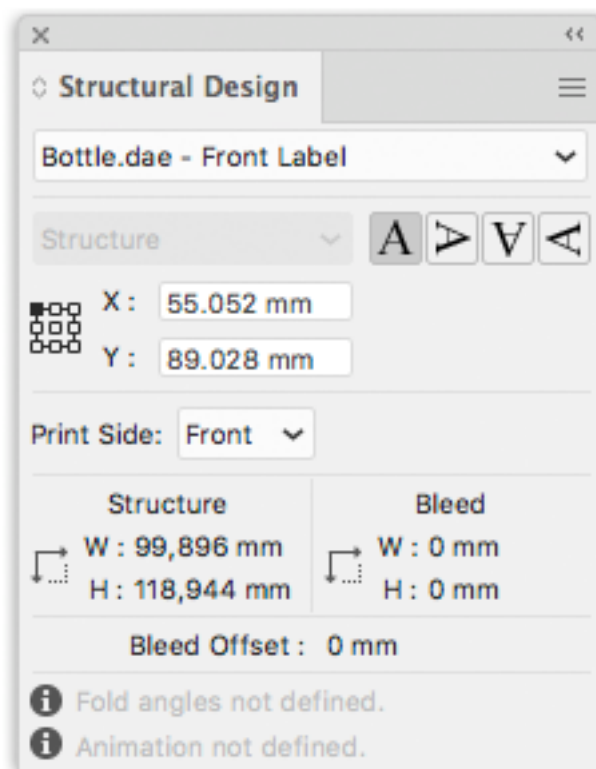 Structural Design
Bottle.dae - Front Label
Structure A A A A
X : 55.052 mm
Y : 89.028 mm
Print Side: Front
Structure Bleed
W : 99,896 mm W : 0 mm
H : 118,944 mm H : 0 mm
Bleed Offset : 0 mm
Fold angles not defined.
Animation not defined.